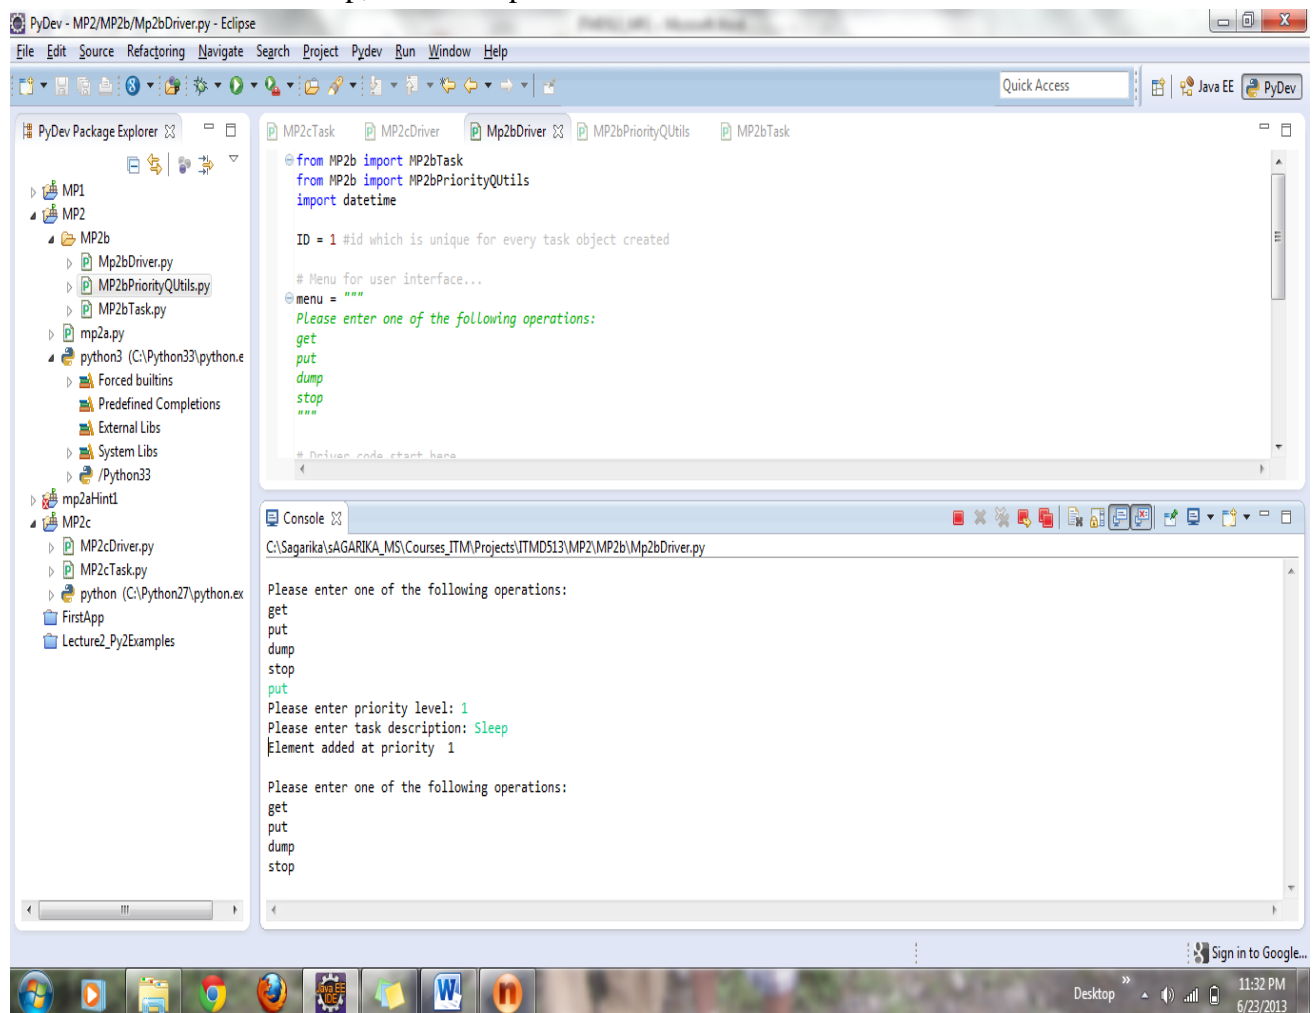 PyDev - MP2/MP2b/Mp2bDriver.py - Eclipse
File Edit Source Refactoring Navigate Search Project Pydev Run Window Help
Quick Access
Java EE
PyDev
PyDev Package Explorer
MP1
MP2
MP2b
Mp2bDriver.py
MP2bPriorityQUtils.py
MP2bTask.py
mp2a.py
python3 (C:\Python33\python.e
Forced builtins
Predefined Completions
External Libs
System Libs
/Python33
mp2aHint1
MP2c
MP2cDriver.py
MP2cTask.py
python (C:\Python27\python.ex
FirstApp
Lecture2_Py2Examples
MP2cTask MP2cDriver Mp2bDriver MP2bPriorityQUtils MP2bTask
from MP2b import MP2bTask
from MP2b import MP2bPriorityQUtils
import datetime
ID = 1 #id which is unique for every task object created
# Menu for user interface...
menu = """
Please enter one of the following operations:
get
put
dump
stop
"""
# Driver code start here
Console
C:\Sagarika\sAGARIKA_MS\Courses_ITM\Projects\ITMD513\MP2\MP2b\Mp2bDriver.py
Please enter one of the following operations:
get
put
dump
stop
put
Please enter priority level: 1
Please enter task description: Sleep
Element added at priority  1
Please enter one of the following operations:
get
put
dump
stop
Sign in to Google...
Desktop
11:32 PM
6/23/2013